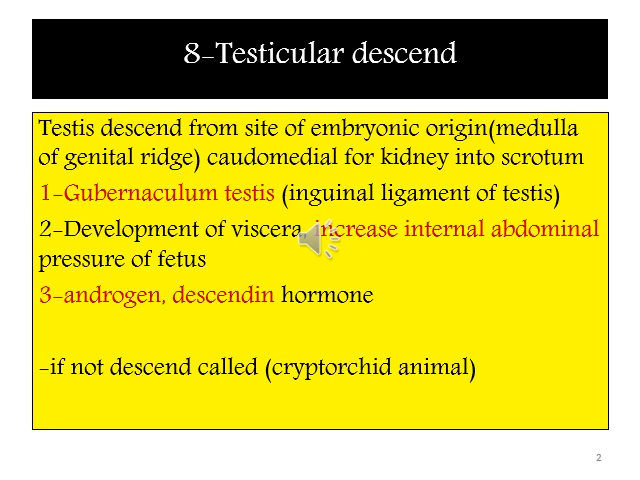 8-Testicular descend
Testis descend from site of embryonic origin(medulla
of genital ridge) caudomedial for kidney into scrotum
1-Gubernaculum testis (inguinal ligament of testis)
2-Development of viscera, increase internal abdominal
pressure of fetus
3-androgen, descendin hormone
-if not descend called (cryptorchid animal)
2